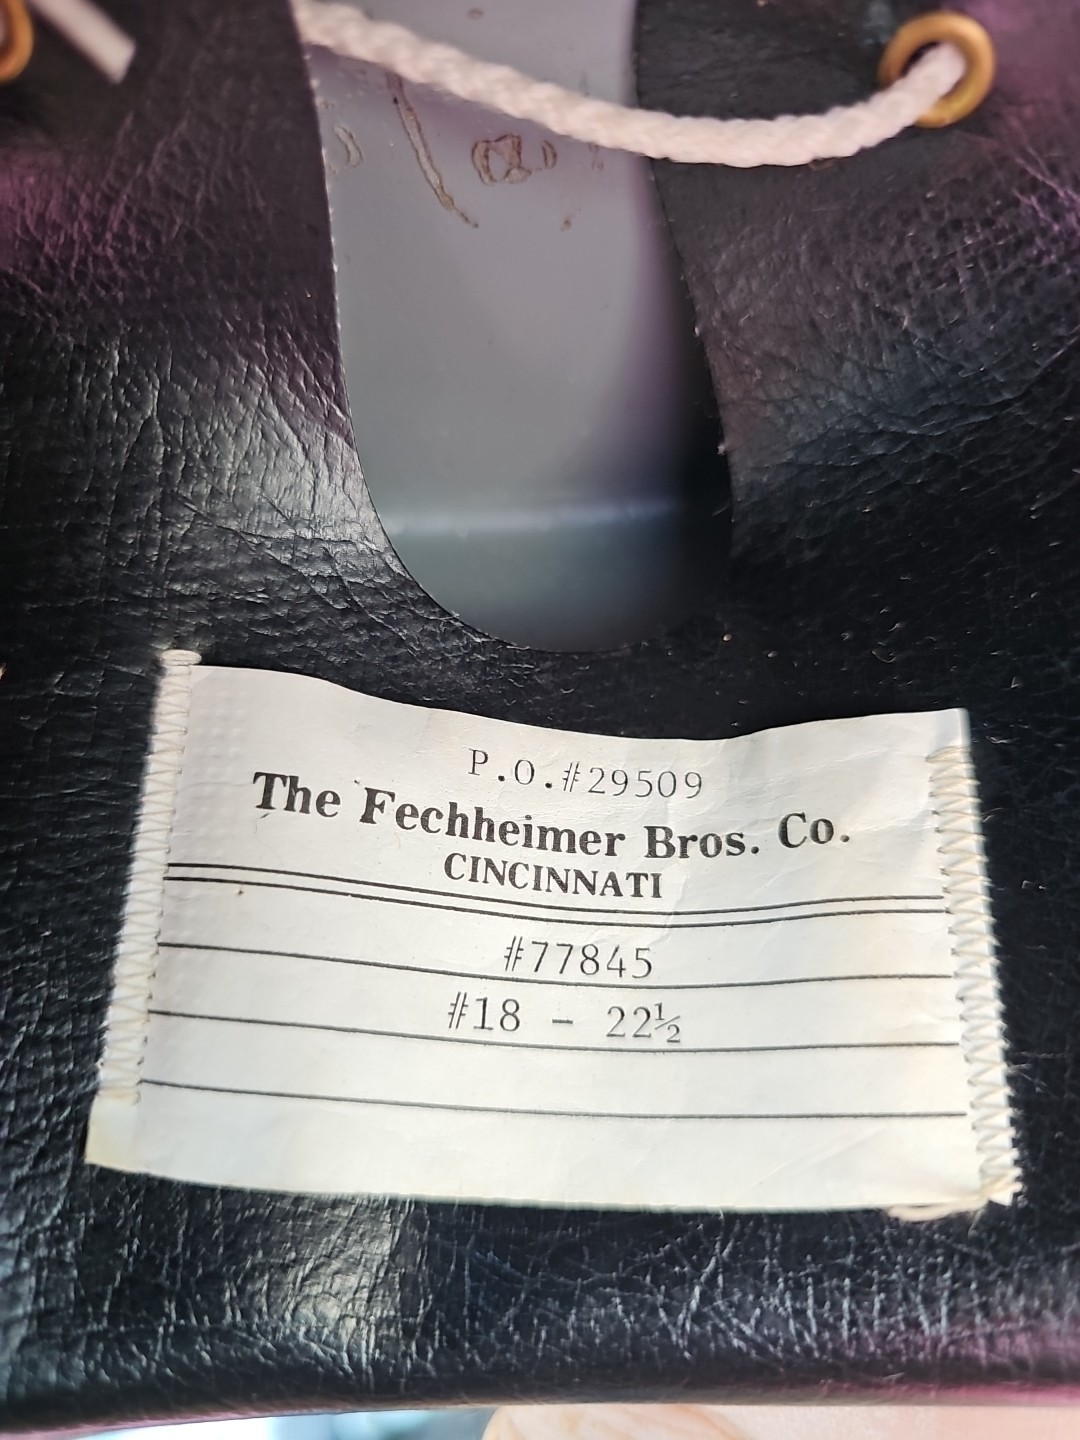 P.O.#29509
The Fechheimer Bros. Co.
CINCINNATI
#77845
#18 - 22½